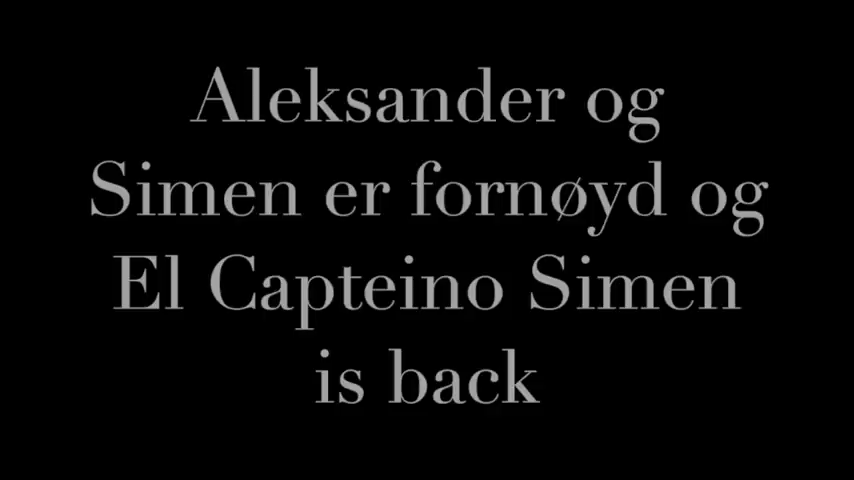 Aleksander og
Simen er fornøyd og
El Capteino Simen
is back